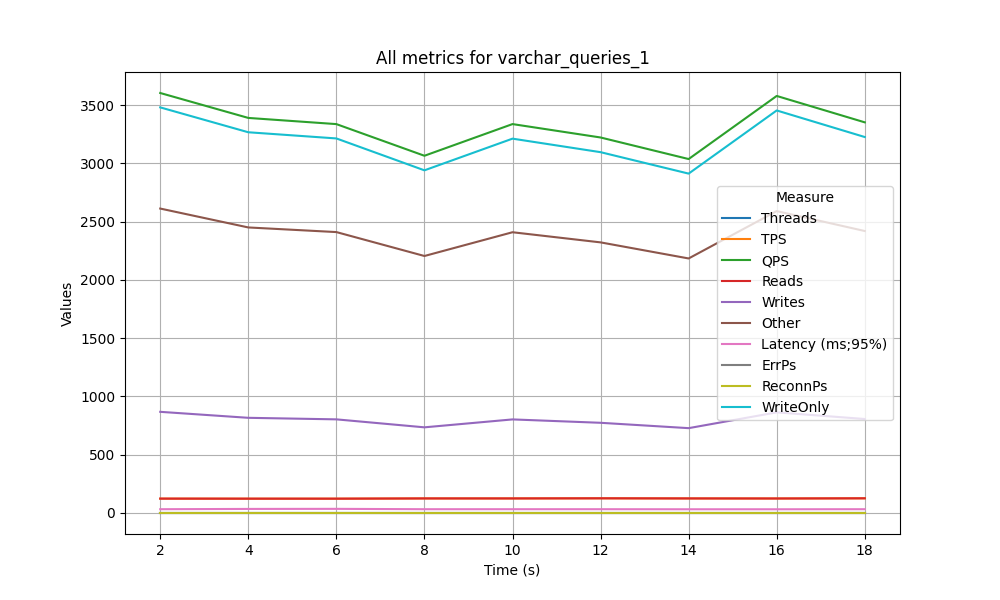 All metrics for varchar_queries_1
3500
3000
2500
2000
1500
1000
500
0
Values
2 4 6 8 10 12 14 16 18
Time (s)
Measure
Threads
TPS
QPS
Reads
Writes
Other
Latency (ms;95%)
ErrPs
ReconnPs
WriteOnly